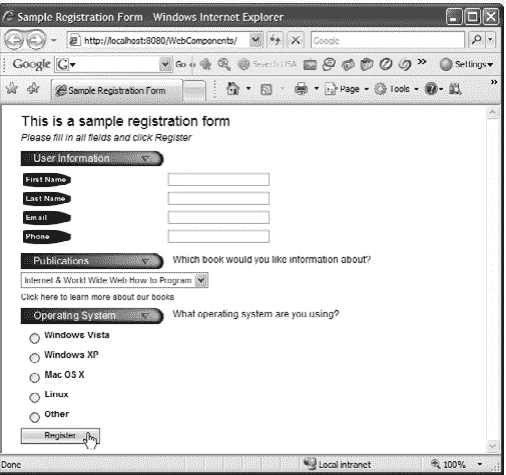 Sample Registration Form - Windows Internet Explorer
http://localhost:8080/WebComponents/
Google
Google G
Go
Search USA
»
Settings
Sample Registration Form
Page
Tools
»
This is a sample registration form
Please fill in all fields and click Register
User Information
First Name
Last Name
Email
Phone
Publications
Which book would you like information about?
Internet & World Wide Web How to Program
Click here to learn more about our books
Operating System
What operating system are you using?
Windows Vista
Windows XP
Mac OS X
Linux
Other
Register
Done
Local intranet
100%